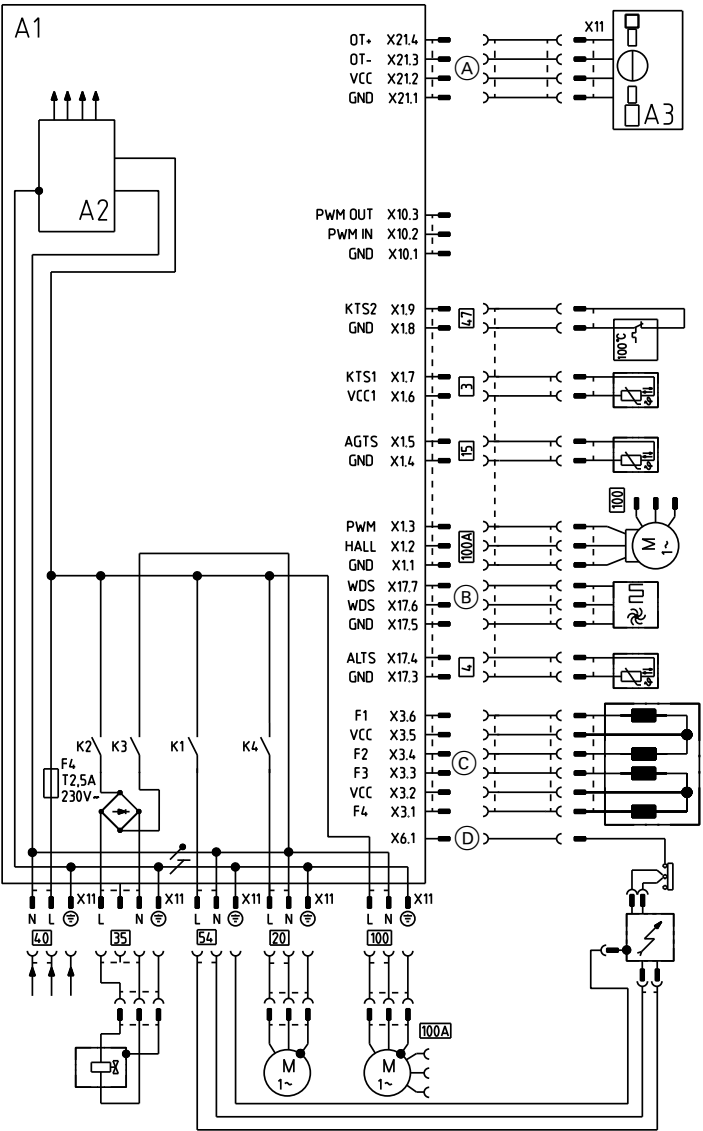 A1
OT+ X21.4
X11
OT- X21.3
A
VCC X21.2
GND X21.1
A3
A2
PWM OUT X10.3
PWM IN X10.2
GND X10.1
KTS2 X1.9
47
GND X1.8
100°C
KTS1 X1.7
3
VCC1 X1.6
AGTS X1.5
15
GND X1.4
100
PWM X1.3
HALL X1.2
100A
M
1~
GND X1.1
WDS X17.7
B
WDS X17.6
GND X17.5
ALTS X17.4
4
GND X17.3
F1 X3.6
VCC X3.5
F2 X3.4
C
F3 X3.3
VCC X3.2
F4 X3.1
X6.1
D
K2 K3 K1 K4
F4
T2,5A
230V~
X11 X11 X11 X11 X11
N L L N L N L N L N
40 35 54 20 100
100A
M
1~
M
1~